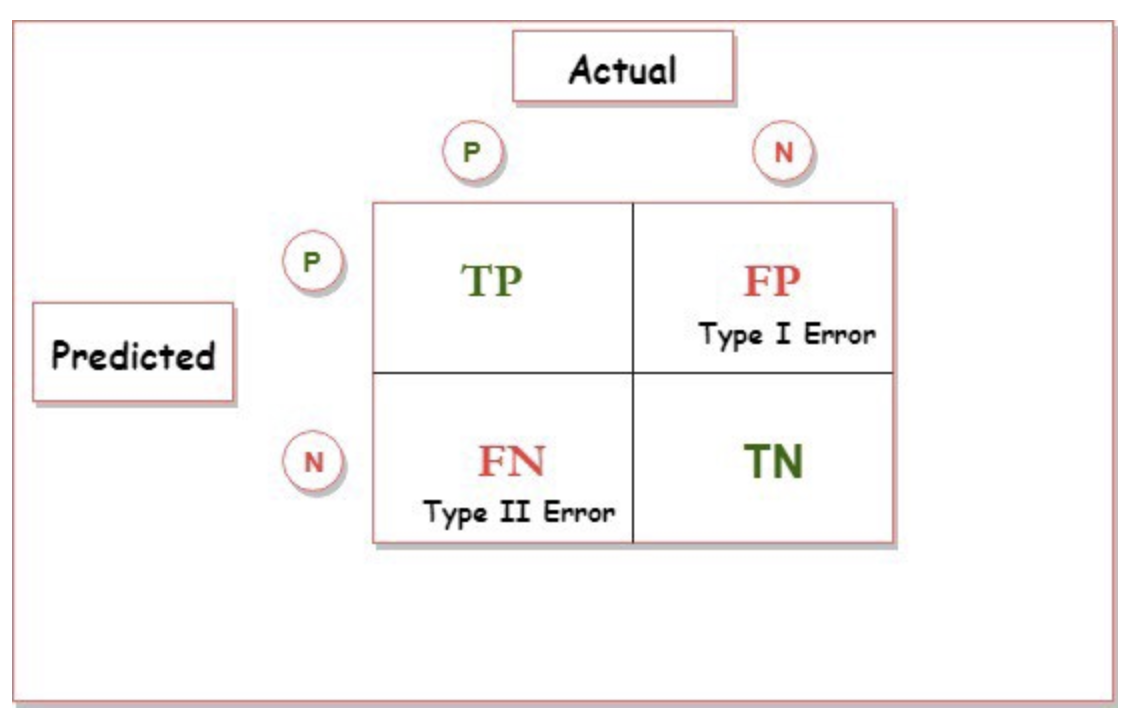 Actual
P
N
P
TP
FP
Type I Error
Predicted
N
FN
TN
Type II Error